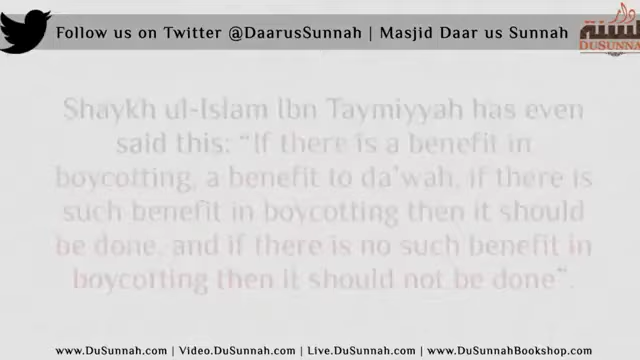 Follow us on Twitter @DaarusSunnah | Masjid Daar us Sunnah
DUSUNNAH
Shaykh ul-Islam Ibn Taymiyyah has even
said this: “If there is a benefit in
boycotting, a benefit to da'wah, if there is
such benefit in boycotting then it should
be done, and if there is no such benefit in
boycotting then it should not be done”.
www.DuSunnah.com | Video.DuSunnah.com | Live.DuSunnah.com | www.DuSunnahBookshop.com